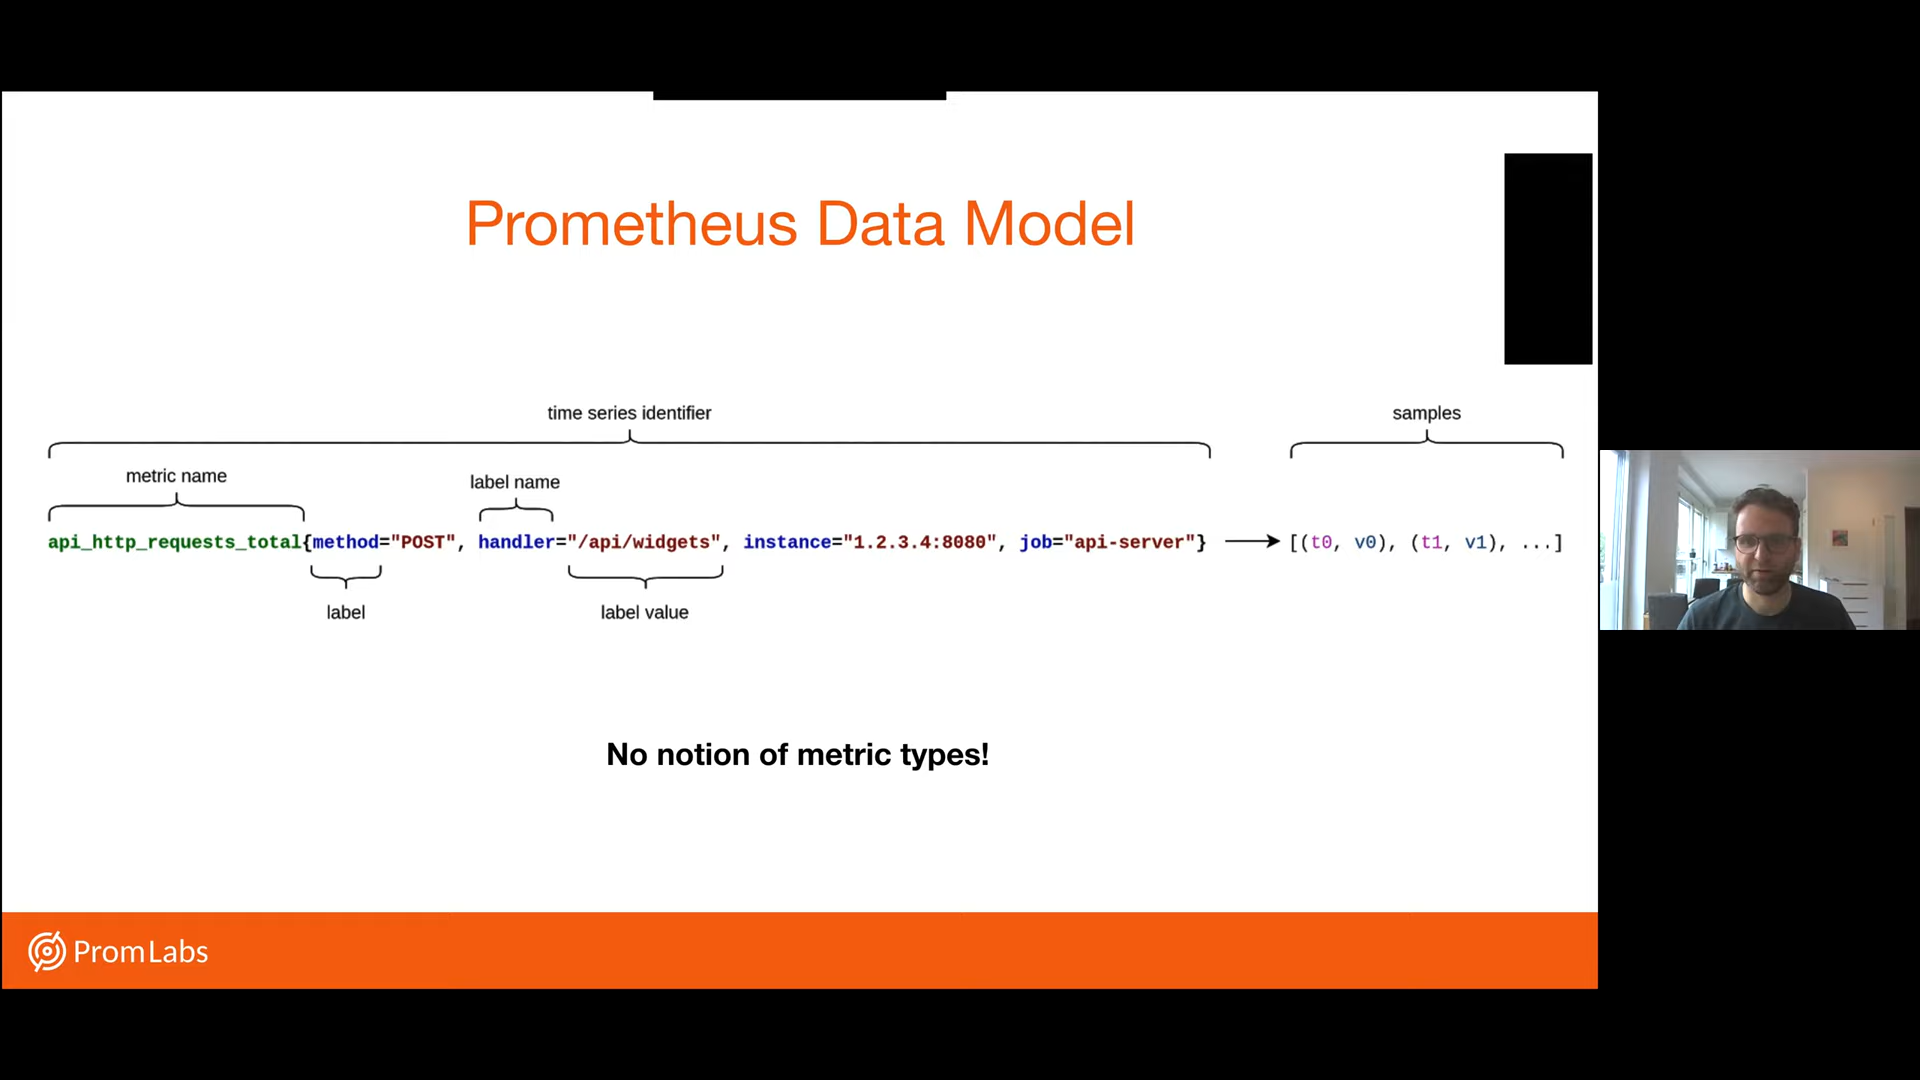 Prometheus Data Model
time series identifier
samples
metric name
label name
api_http_requests_total{method="POST", handler="/api/widgets", instance="1.2.3.4:8080", job="api-server"} → [(t0, v0), (t1, v1), ...]
label
label value
No notion of metric types!
PromLabs